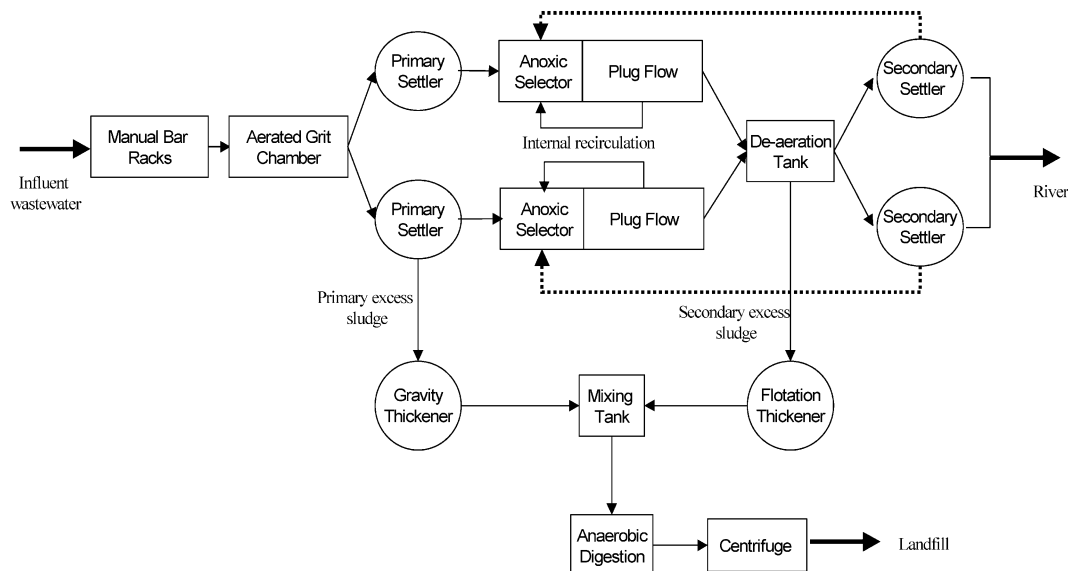 Primary
Settler
Anoxic
Selector
Plug Flow
Secondary
Settler
Manual Bar
Racks
Aerated Grit
Chamber
Internal recirculation
De-aeration
Tank
Influent
wastewater
River
Primary
Settler
Anoxic
Selector
Plug Flow
Secondary
Settler
Primary excess
sludge
Secondary excess
sludge
Gravity
Thickener
Mixing
Tank
Flotation
Thickener
Anaerobic
Digestion
Centrifuge
Landfill